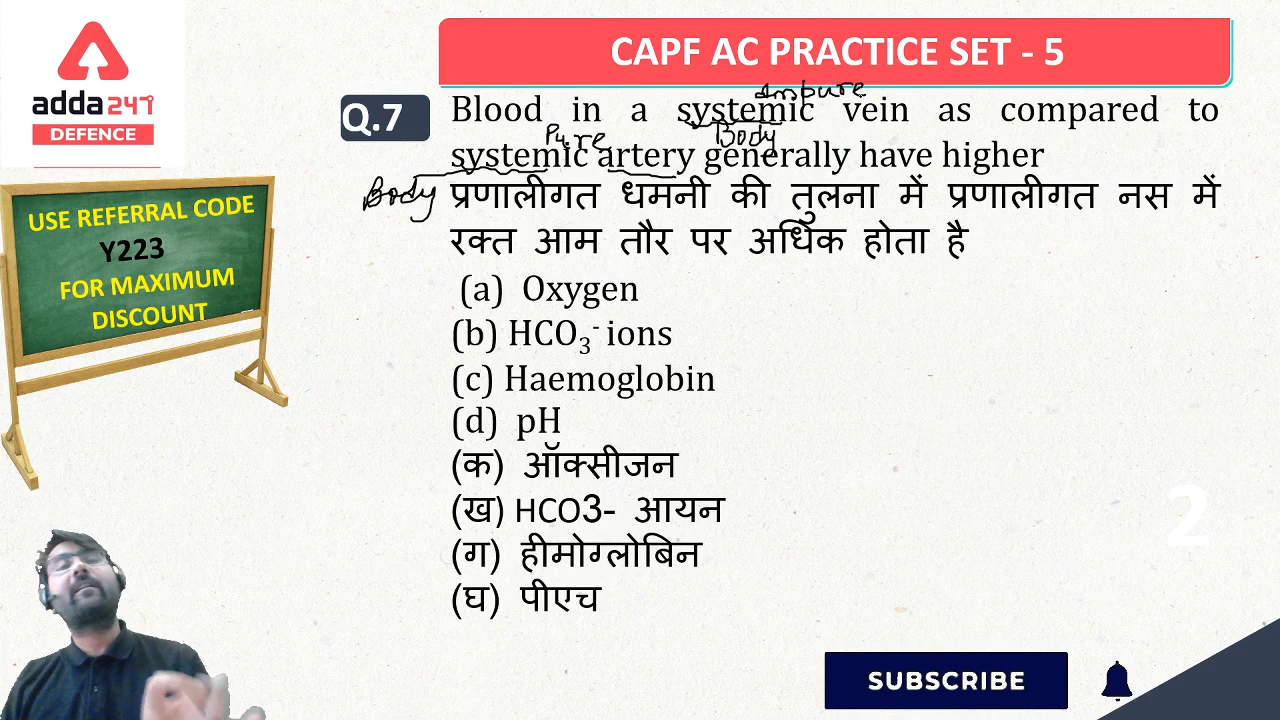 adda247
DEFENCE
CAPF AC PRACTICE SET - 5
USE REFERRAL CODE
Y223
FOR MAXIMUM
DISCOUNT
Q.7
Impure
Blood in a systemic vein as compared to
Pure Body
systemic artery generally have higher
Body
प्रणालीगत धमनी की तुलना में प्रणालीगत नस में
रक्त आम तौर पर अधिक होता है
(a) Oxygen
(b) HCO₃⁻ ions
(c) Haemoglobin
(d) pH
(क) ऑक्सीजन
(ख) HCO3- आयन
(ग) हीमोग्लोबिन
(घ) पीएच
2
SUBSCRIBE